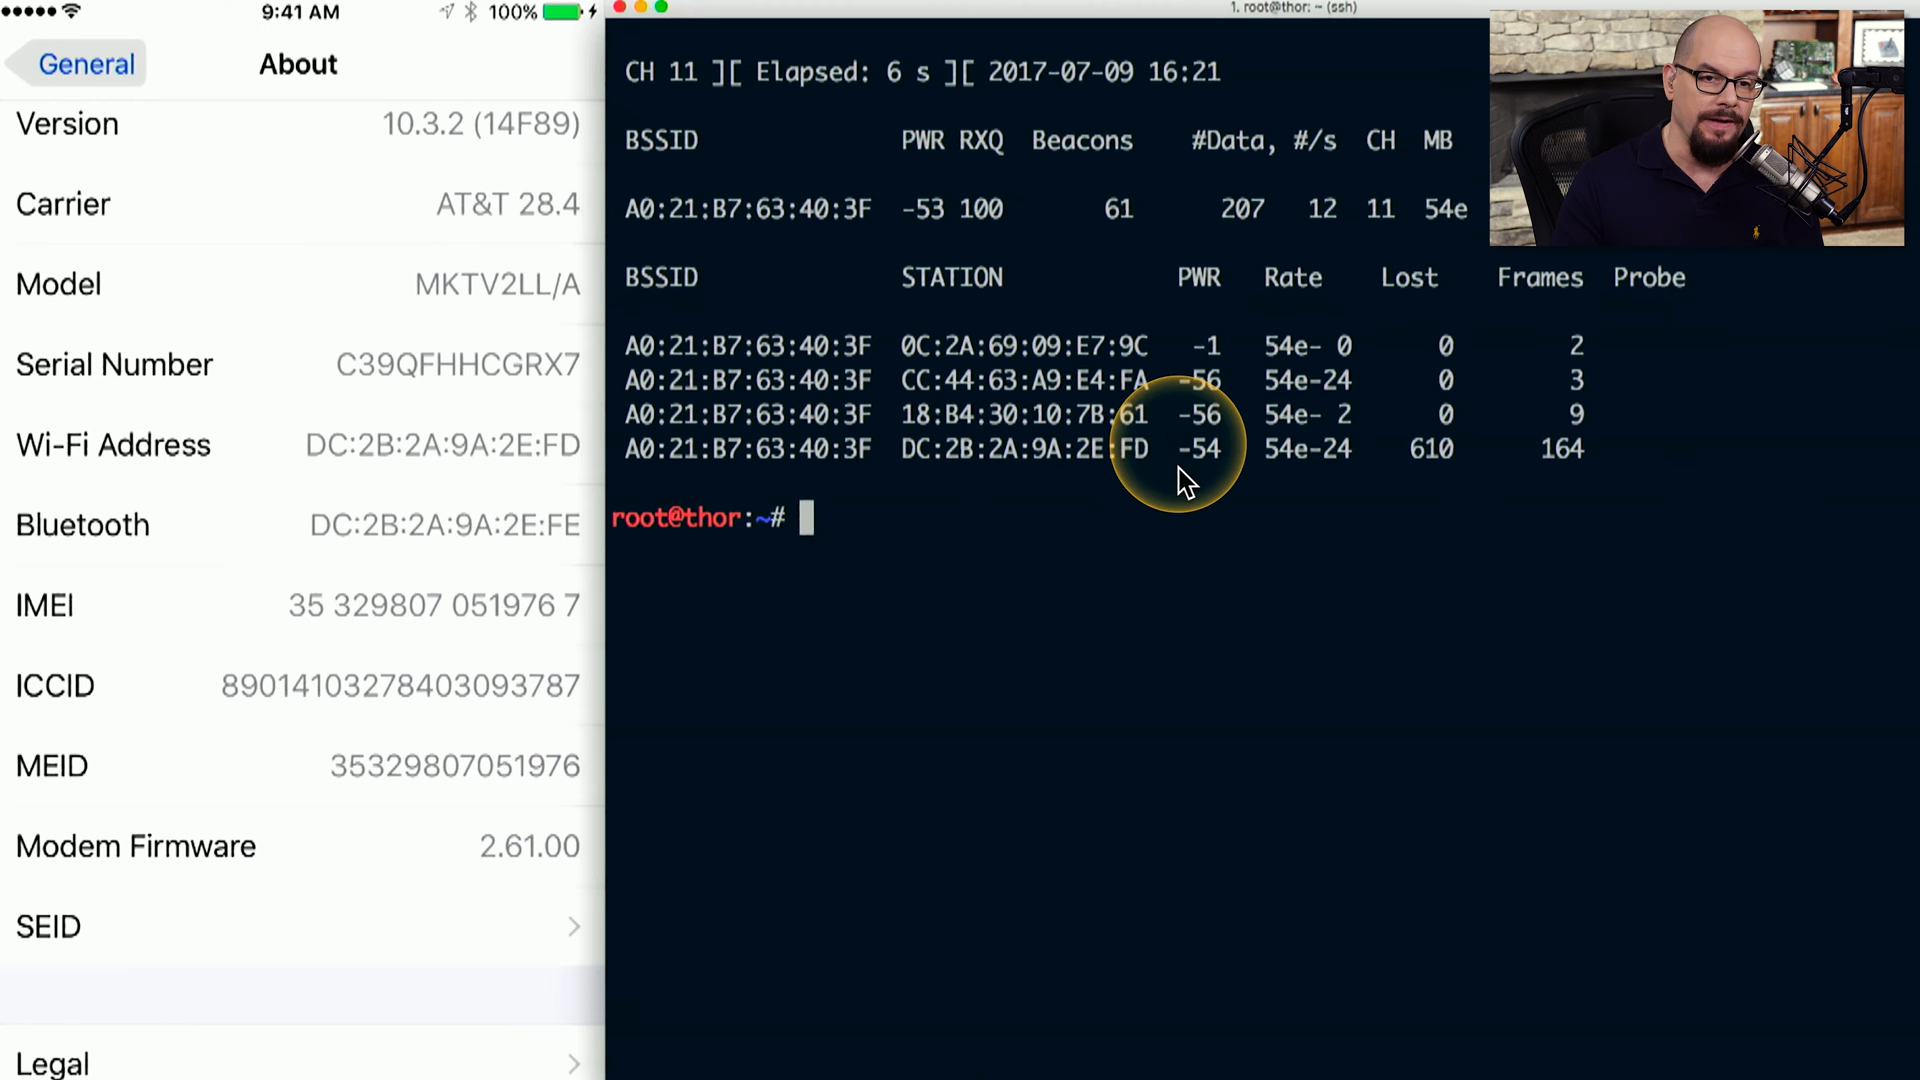 9:41 AM
100%
General
About
Version
10.3.2 (14F89)
Carrier
AT&T 28.4
Model
MKTV2LL/A
Serial Number
C39QFHHCGRX7
Wi-Fi Address
DC:2B:2A:9A:2E:FD
Bluetooth
DC:2B:2A:9A:2E:FE
IMEI
35 329807 051976 7
ICCID
89014103278403093787
MEID
35329807051976
Modem Firmware
2.61.00
SEID
Legal
1. root@thor: ~ (ssh)
CH 11 ][ Elapsed: 6 s ][ 2017-07-09 16:21
BSSID PWR RXQ Beacons #Data, #/s CH MB
A0:21:B7:63:40:3F -53 100 61 207 12 11 54e
BSSID STATION PWR Rate Lost Frames Probe
A0:21:B7:63:40:3F 0C:2A:69:09:E7:9C -1 54e- 0 0 2
A0:21:B7:63:40:3F CC:44:63:A9:E4:FA -56 54e-24 0 3
A0:21:B7:63:40:3F 18:B4:30:10:7B:61 -56 54e- 2 0 9
A0:21:B7:63:40:3F DC:2B:2A:9A:2E:FD -54 54e-24 610 164
root@thor:~#